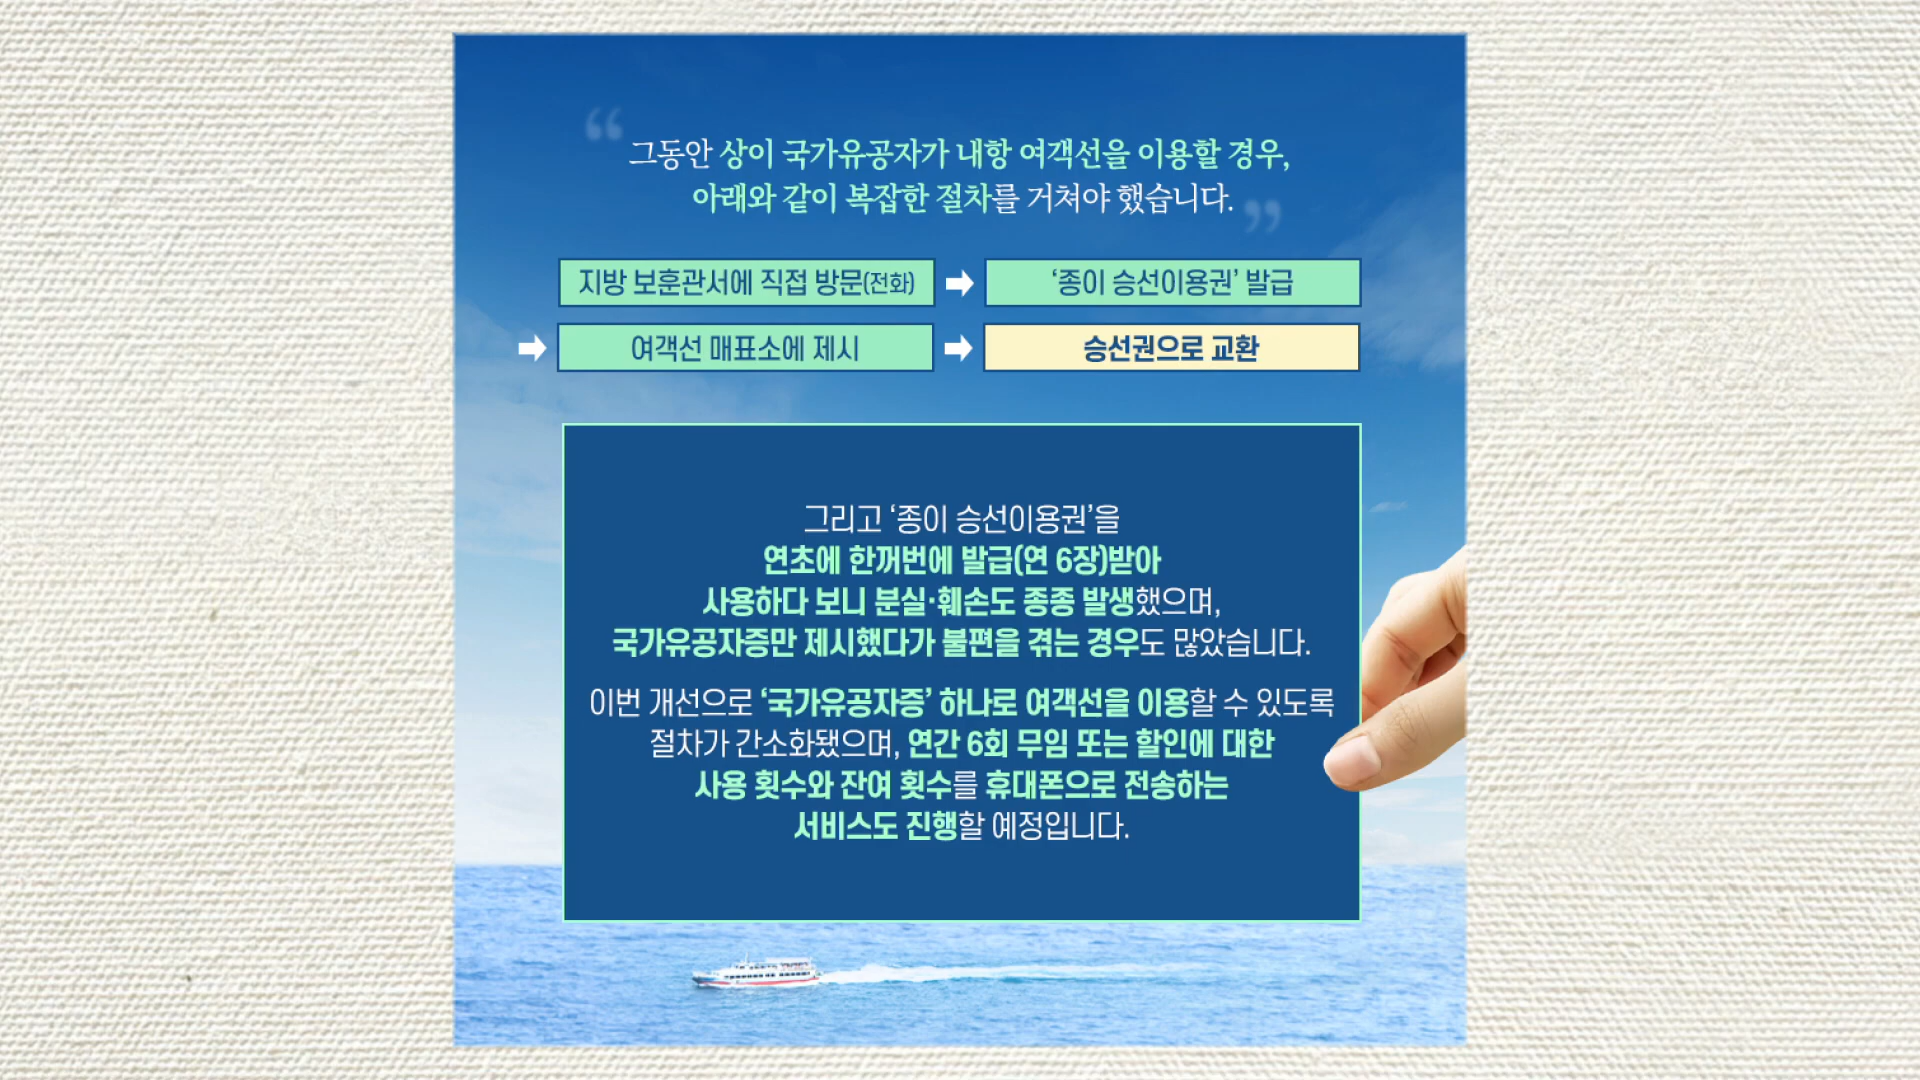 “그동안 상이 국가유공자가 내항 여객선을 이용할 경우,
아래와 같이 복잡한 절차를 거쳐야 했습니다.”
지방 보훈관서에 직접 방문(전화) ➡ ‘종이 승선이용권’ 발급
➡ 여객선 매표소에 제시 ➡ 승선권으로 교환
그리고 ‘종이 승선이용권’을
연초에 한꺼번에 발급(연 6장)받아
사용하다 보니 분실·훼손도 종종 발생했으며,
국가유공자증만 제시했다가 불편을 겪는 경우도 많았습니다.
이번 개선으로 ‘국가유공자증’ 하나로 여객선을 이용할 수 있도록
절차가 간소화됐으며, 연간 6회 무임 또는 할인에 대한
사용 횟수와 잔여 횟수를 휴대폰으로 전송하는
서비스도 진행할 예정입니다.